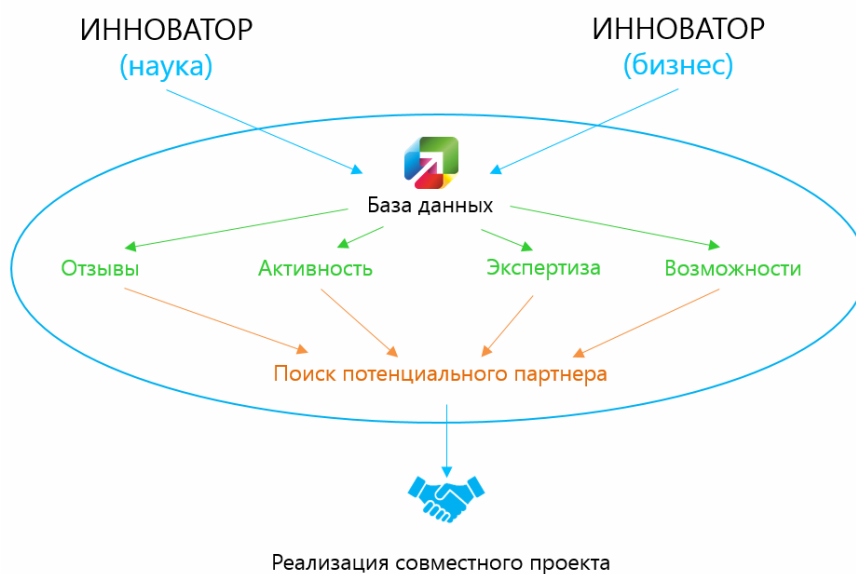 ИННОВАТОР
(наука)
ИННОВАТОР
(бизнес)
База данных
Отзывы
Активность
Экспертиза
Возможности
Поиск потенциального партнера
Реализация совместного проекта